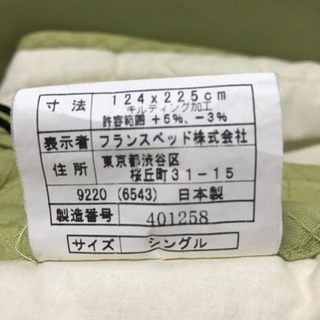 寸法 124×225cm
キルティング加工
許容範囲 +5%、-3%
表示者 フランスベッド株式会社
住所 東京都渋谷区
桜丘町31-15
9220 (6543) 日本製
製造番号 401258
サイズ シングル